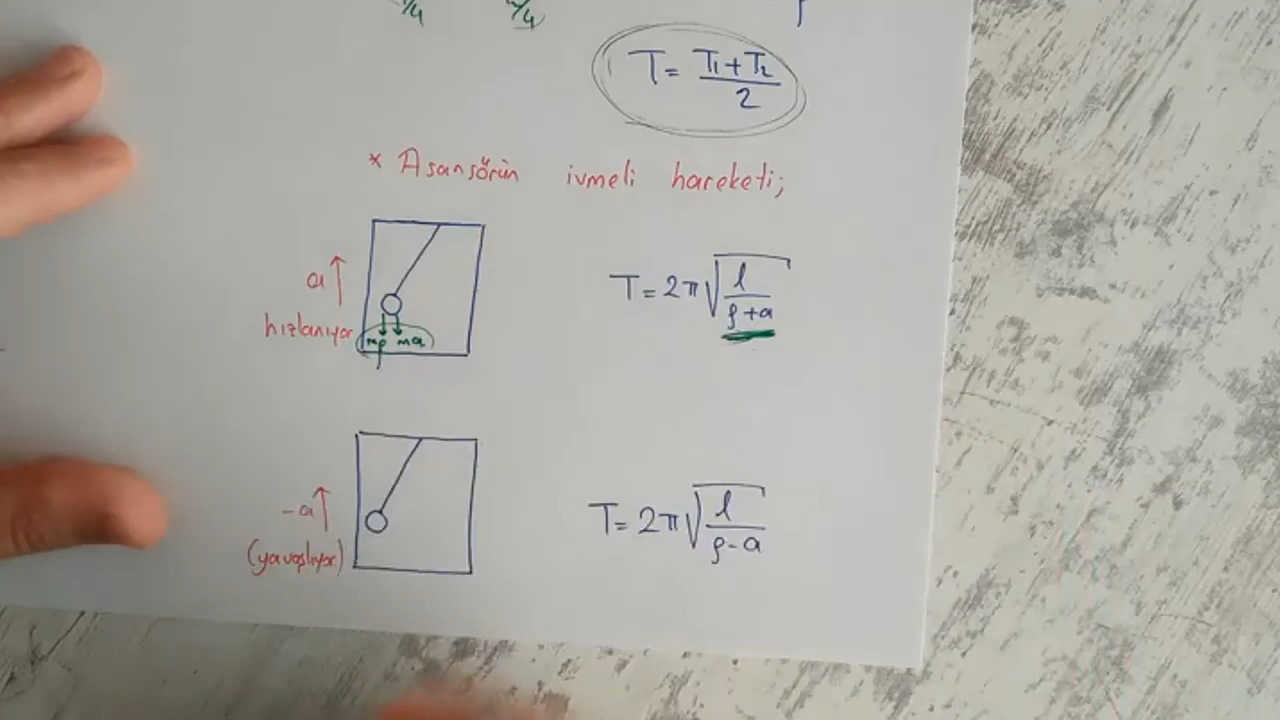 T = (T₁ + T₂) / 2
* Asansörün ivmeli hareketi;
a ↑
hızlanıyor
mg ma
T = 2π√(l / (g + a))
-a ↑
(yavaşlıyor)
T = 2π√(l / (g - a))